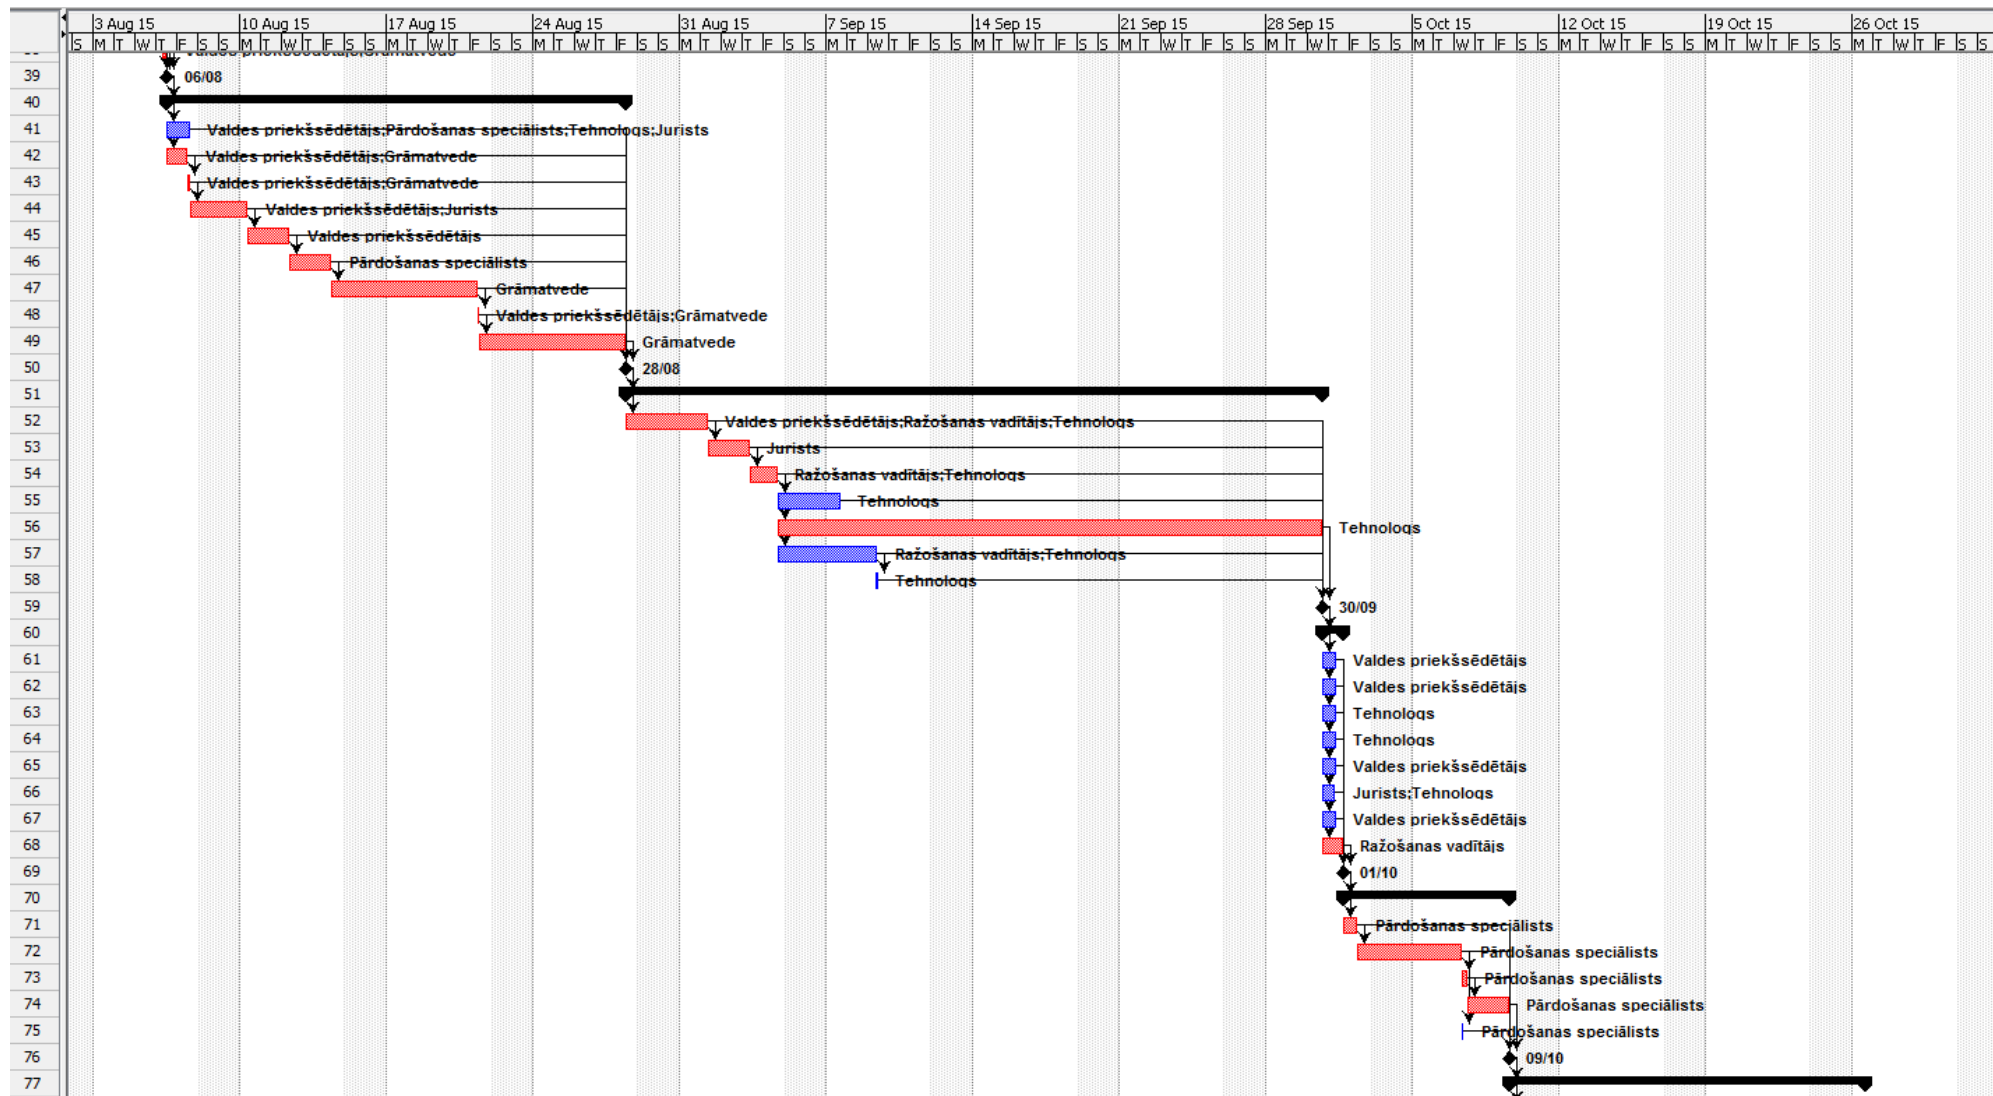 3 Aug 15 10 Aug 15 17 Aug 15 24 Aug 15 31 Aug 15 7 Sep 15 14 Sep 15 21 Sep 15 28 Sep 15 5 Oct 15 12 Oct 15 19 Oct 15 26 Oct 15
S M T W T F S S M T W T F S S M T W T F S S M T W T F S S M T W T F S S M T W T F S S M T W T F S S M T W T F S S M T W T F S S M T W T F S S M T W T F S S M T W T F S S M T W T F S S
Valdes priekšsēdētājs;Grāmatvede
39 06/08
40
41 Valdes priekšsēdētājs;Pārdošanas speciālists;Tehnologs;Jurists
42 Valdes priekšsēdētājs;Grāmatvede
43 Valdes priekšsēdētājs;Grāmatvede
44 Valdes priekšsēdētājs;Jurists
45 Valdes priekšsēdētājs
46 Pārdošanas speciālists
47 Grāmatvede
48 Valdes priekšsēdētājs;Grāmatvede
49 Grāmatvede
50 28/08
51
52 Valdes priekšsēdētājs;Ražošanas vadītājs;Tehnologs
53 Jurists
54 Ražošanas vadītājs;Tehnologs
55 Tehnologs
56 Tehnologs
57 Ražošanas vadītājs;Tehnologs
58 Tehnologs
59 30/09
60
61 Valdes priekšsēdētājs
62 Valdes priekšsēdētājs
63 Tehnologs
64 Tehnologs
65 Valdes priekšsēdētājs
66 Jurists;Tehnologs
67 Valdes priekšsēdētājs
68 Ražošanas vadītājs
69 01/10
70
71 Pārdošanas speciālists
72 Pārdošanas speciālists
73 Pārdošanas speciālists
74 Pārdošanas speciālists
75 Pārdošanas speciālists
76 09/10
77